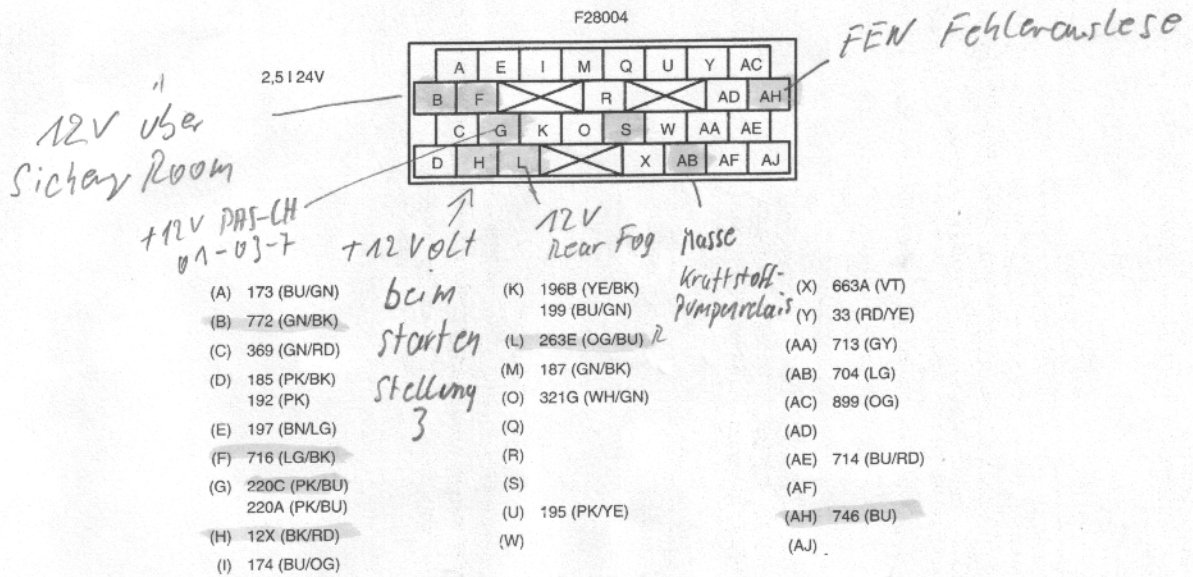 F28004
FEN Fehlerauslese
2,5 I 24V
A E I M Q U Y AC
B F R AD AH
C G K O S W AA AE
D H L X AB AF AJ
12V über
Room
+12V PAS-CH
01-03-7
+12 Volt
beim
starten
Stellung
3
12V
Rear Fog
Masse
Kraftstoff-
Pumpenrelais
(A) 173 (BU/GN)
(B) 772 (GN/BK)
(C) 369 (GN/RD)
(D) 185 (PK/BK)
192 (PK)
(E) 197 (BN/LG)
(F) 716 (LG/BK)
(G) 220C (PK/BU)
220A (PK/BU)
(H) 12X (BK/RD)
(I) 174 (BU/OG)
(K) 196B (YE/BK)
199 (BU/GN)
(L) 263E (OG/BU)
(M) 187 (GN/BK)
(O) 321G (WH/GN)
(Q)
(R)
(S)
(U) 195 (PK/YE)
(W)
(X) 663A (VT)
(Y) 33 (RD/YE)
(AA) 713 (GY)
(AB) 704 (LG)
(AC) 899 (OG)
(AD)
(AE) 714 (BU/RD)
(AF)
(AH) 746 (BU)
(AJ)